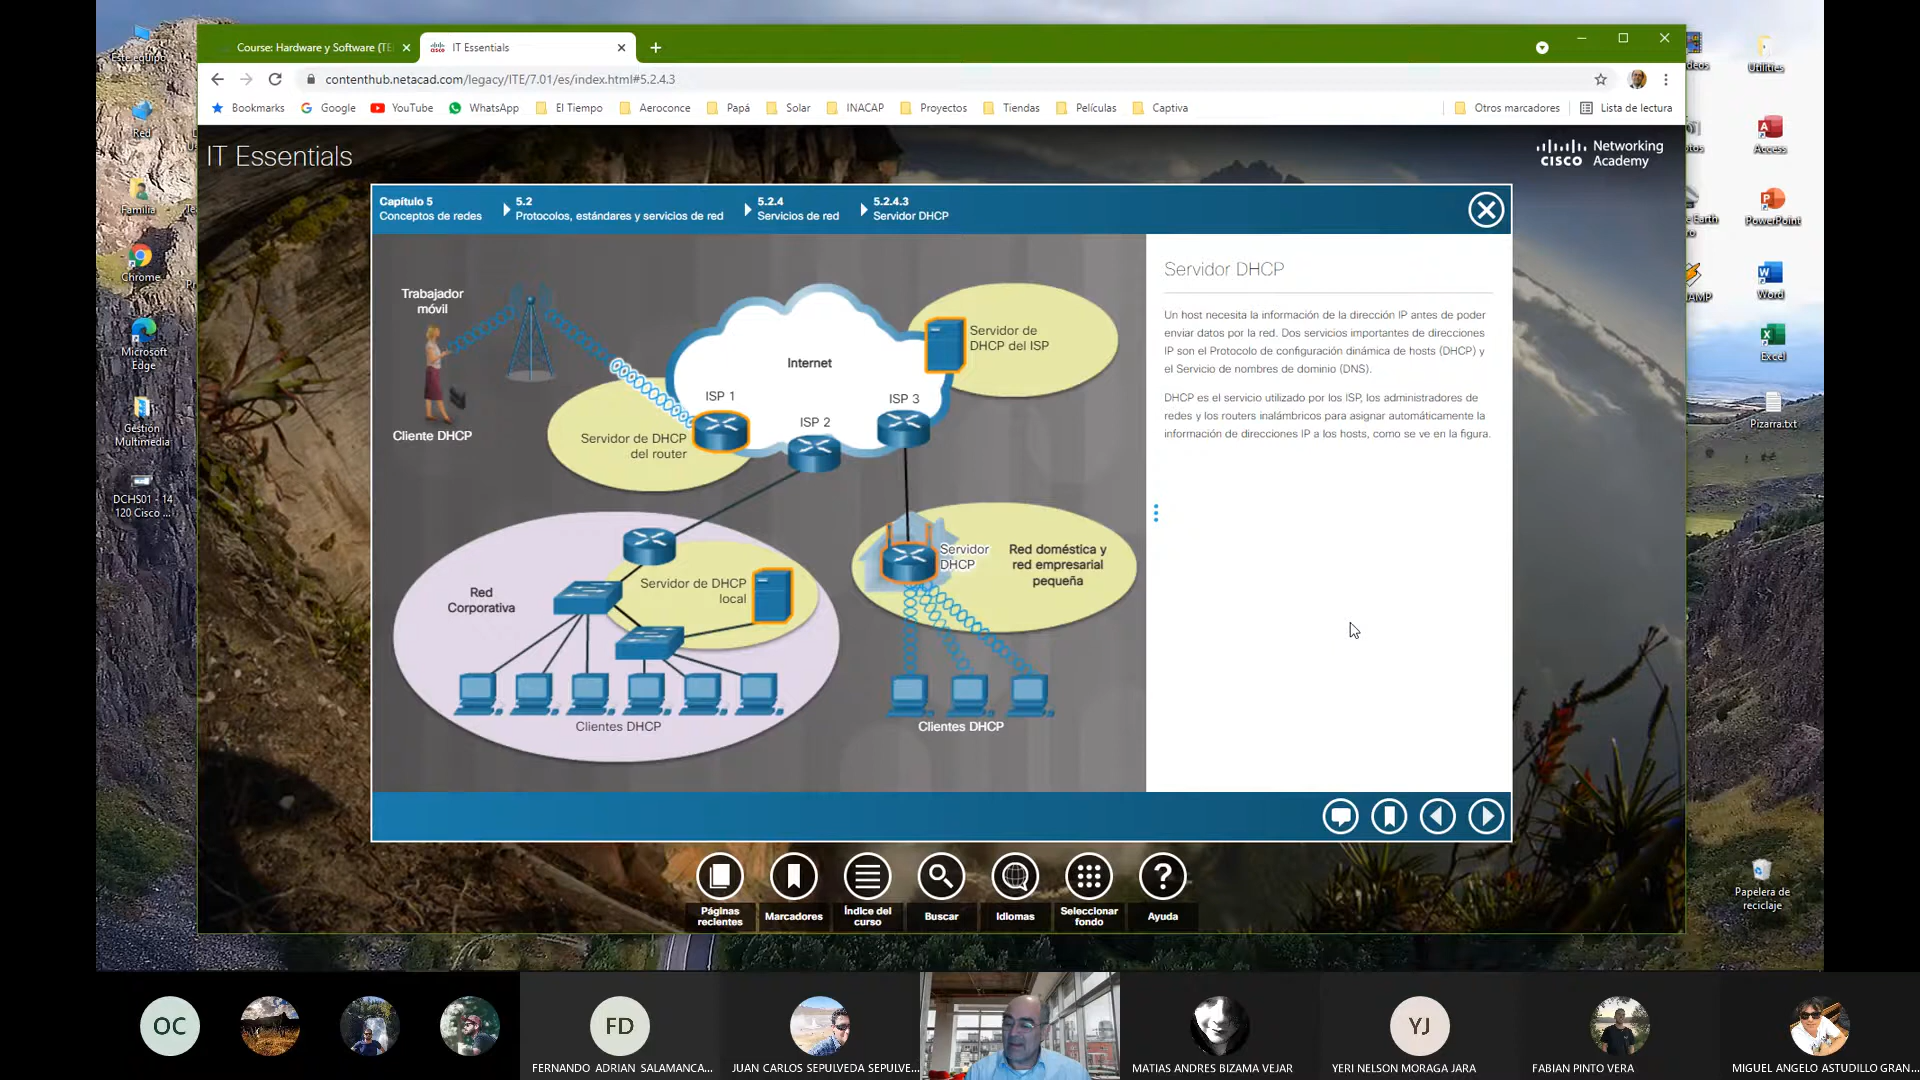 Course: Hardware y Software (TE
IT Essentials
contenthub.netacad.com/legacy/ITE/7.01/es/index.html#5.2.4.3
Bookmarks
Google
YouTube
WhatsApp
El Tiempo
Aeroconce
Papá
Solar
INACAP
Proyectos
Tiendas
Películas
Captiva
Otros marcadores
Lista de lectura
IT Essentials
CISCO
Networking
Academy
Capítulo 5
Conceptos de redes
5.2
Protocolos, estándares y servicios de red
5.2.4
Servicios de red
5.2.4.3
Servidor DHCP
Trabajador
móvil
Cliente DHCP
Internet
ISP 1
ISP 2
ISP 3
Servidor de
DHCP del ISP
Servidor de DHCP
del router
Red
Corporativa
Servidor de DHCP
local
Clientes DHCP
Servidor
DHCP
Red doméstica y
red empresarial
pequeña
Clientes DHCP
Servidor DHCP
Un host necesita la información de la dirección IP antes de poder
enviar datos por la red. Dos servicios importantes de direcciones
IP son el Protocolo de configuración dinámica de hosts (DHCP) y
el Servicio de nombres de dominio (DNS).
DHCP es el servicio utilizado por los ISP, los administradores de
redes y los routers inalámbricos para asignar automáticamente la
información de direcciones IP a los hosts, como se ve en la figura.
Páginas
recientes
Marcadores
Índice del
curso
Buscar
Idiomas
Seleccionar
fondo
Ayuda
Este equipo
Red
Familia
Chrome
Microsoft
Edge
Gestión
Multimedia
DCHS01 - 14
120 Cisco ...
Utilities
Access
PowerPoint
Word
Excel
Pizarra.txt
Papelera de
reciclaje
OC
FD
FERNANDO ADRIAN SALAMANCA...
JUAN CARLOS SEPULVEDA SEPULVE...
MATIAS ANDRES BIZAMA VEJAR
YJ
YERI NELSON MORAGA JARA
FABIAN PINTO VERA
MIGUEL ANGELO ASTUDILLO GRAN...